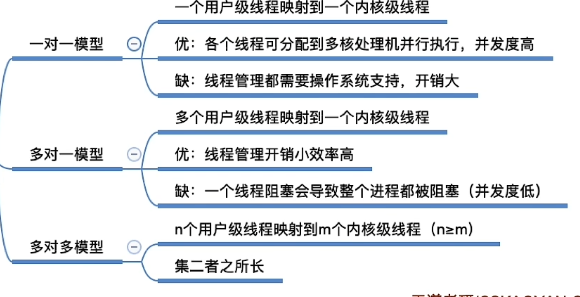 一对一模型
一个用户级线程映射到一个内核级线程
优：各个线程可分配到多核处理机并行执行，并发度高
缺：线程管理都需要操作系统支持，开销大
多对一模型
多个用户级线程映射到一个内核级线程
优：线程管理开销小效率高
缺：一个线程阻塞会导致整个进程都被阻塞（并发度低）
多对多模型
n个用户级线程映射到m个内核级线程（n≥m）
集二者之所长